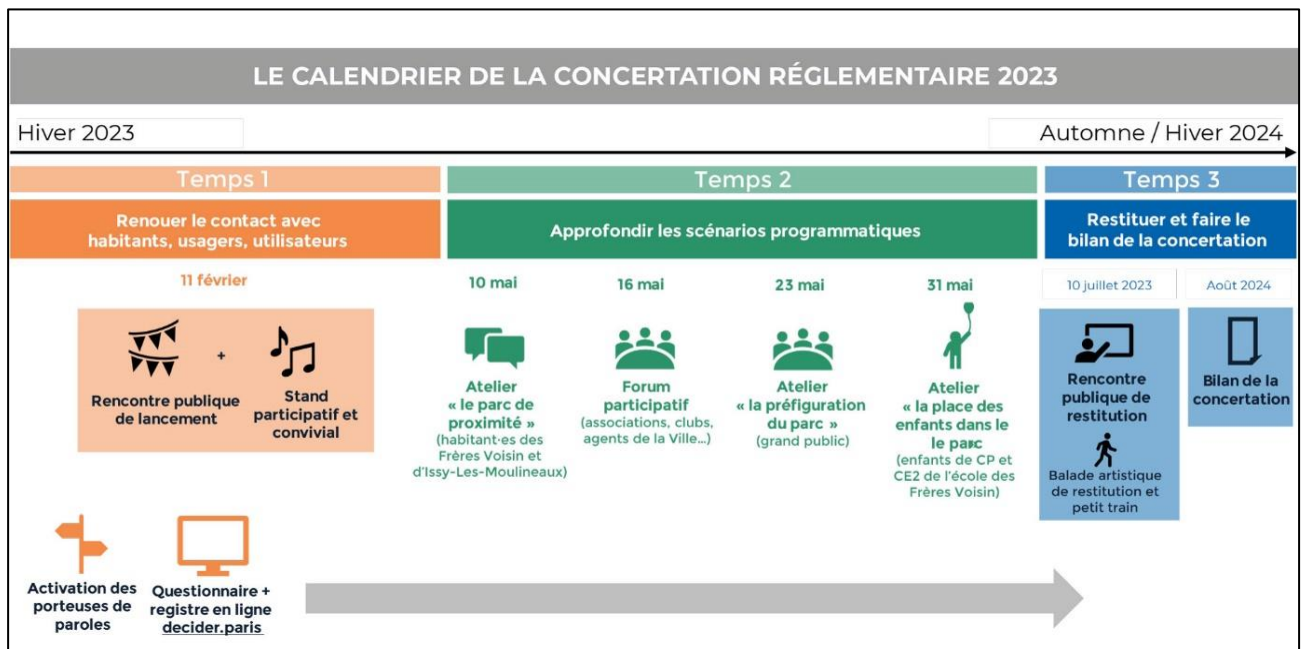 LE CALENDRIER DE LA CONCERTATION RÉGLEMENTAIRE 2023
Hiver 2023
Automne / Hiver 2024
Temps 1
Temps 2
Temps 3
Renouer le contact avec
habitants, usagers, utilisateurs
Approfondir les scénarios programmatiques
Restituer et faire le
bilan de la concertation
11 février
Rencontre publique
de lancement
+
Stand
participatif et
convivial
10 mai
Atelier
« le parc de
proximité »
(habitant·es des
Frères Voisin et
d'Issy-Les-Moulineaux)
16 mai
Forum
participatif
(associations, clubs,
agents de la Ville...)
23 mai
Atelier
« la préfiguration
du parc »
(grand public)
31 mai
Atelier
« la place des
enfants dans le
le parc
(enfants de CP et
CE2 de l'école des
Frères Voisin)
10 juillet 2023
Rencontre
publique de
restitution
Balade artistique
de restitution et
petit train
Août 2024
Bilan de la
concertation
Activation des
porteuses de
paroles
Questionnaire +
registre en ligne
decider.paris